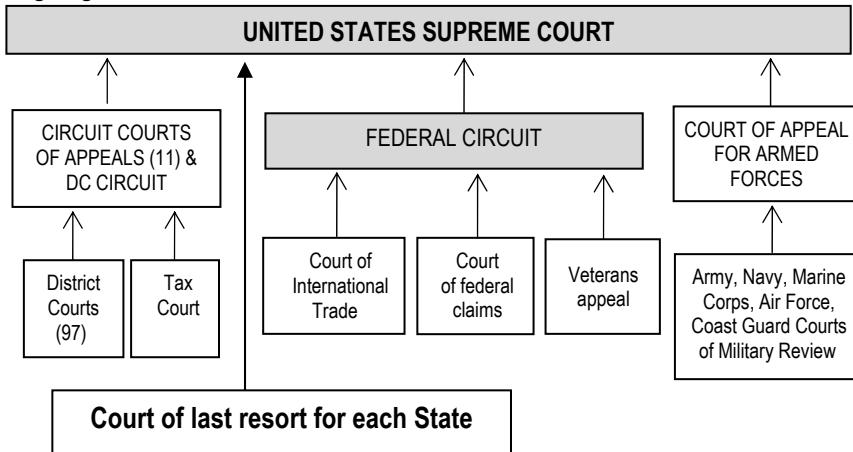 UNITED STATES SUPREME COURT
CIRCUIT COURTS
OF APPEALS (11) &
DC CIRCUIT
FEDERAL CIRCUIT
COURT OF APPEAL
FOR ARMED
FORCES
District
Courts
(97)
Tax
Court
Court of
International
Trade
Court
of federal
claims
Veterans
appeal
Army, Navy, Marine
Corps, Air Force,
Coast Guard Courts
of Military Review
Court of last resort for each State